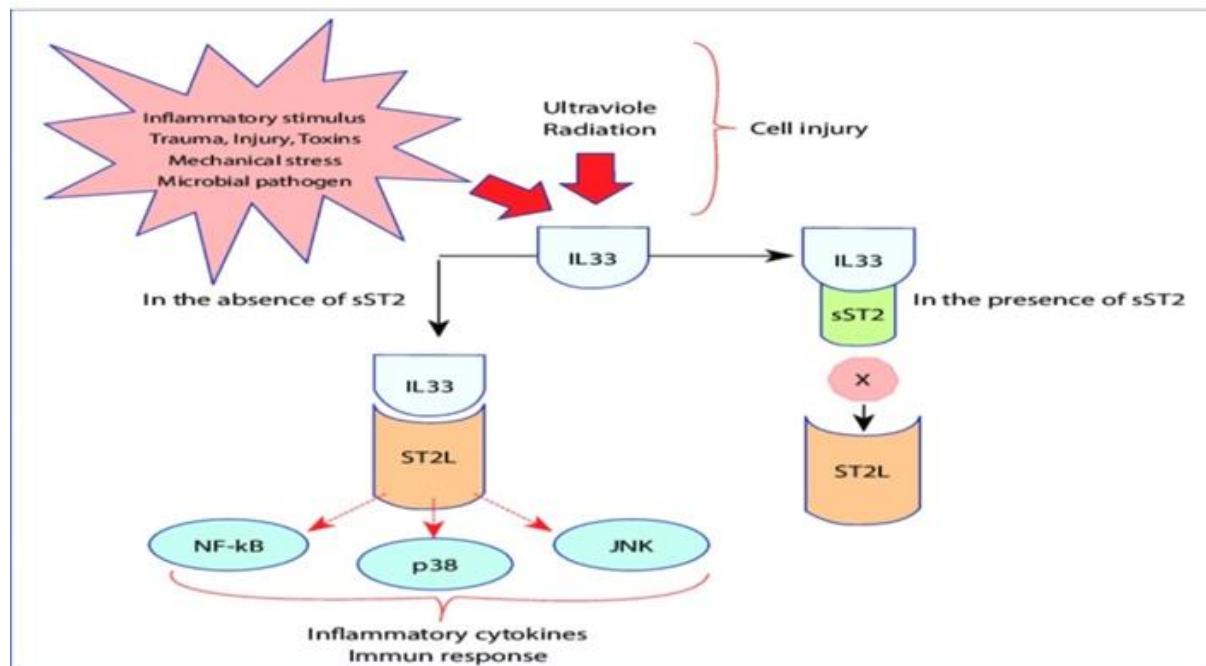 Inflammatory stimulus
Trauma, Injury, Toxins
Mechanical stress
Microbial pathogen
Ultraviole
Radiation
Cell injury
IL33
IL33
In the absence of sST2
In the presence of sST2
sST2
IL33
X
ST2L
ST2L
NF-kB
p38
JNK
Inflammatory cytokines
Immun response